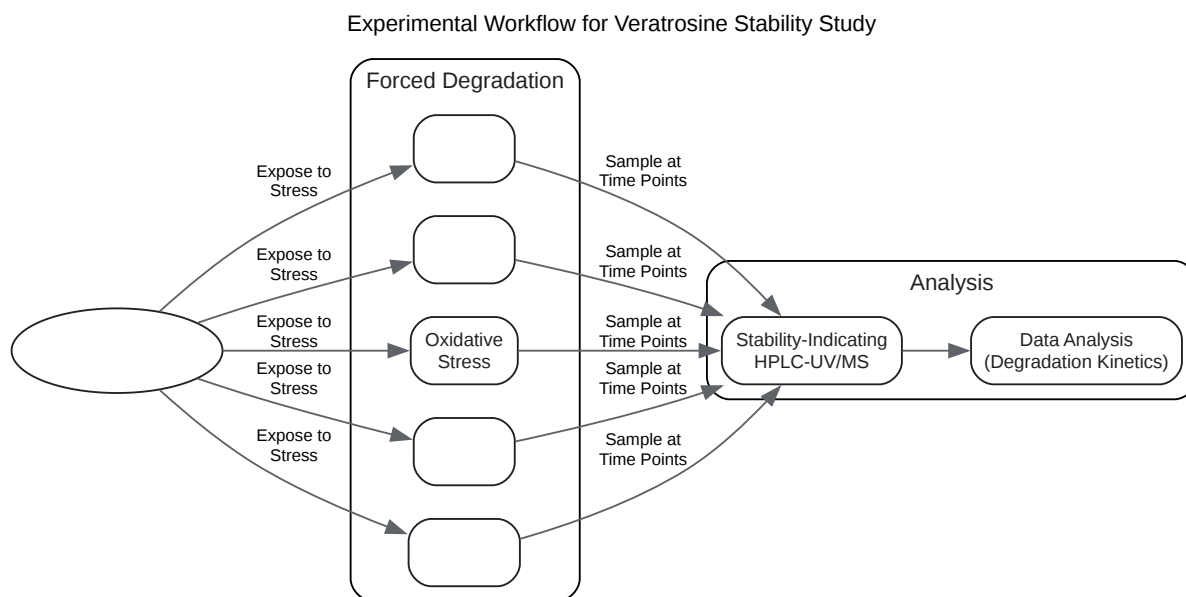 Experimental Workflow for Veratrosine Stability Study
Forced Degradation
Expose to
Stress
Sample at
Time Points
Expose to
Stress
Sample at
Time Points
Analysis
Expose to
Stress
Oxidative
Stress
Sample at
Time Points
Stability-Indicating
HPLC-UV/MS
Data Analysis
(Degradation Kinetics)
Expose to
Stress
Sample at
Time Points
Expose to
Stress
Sample at
Time Points